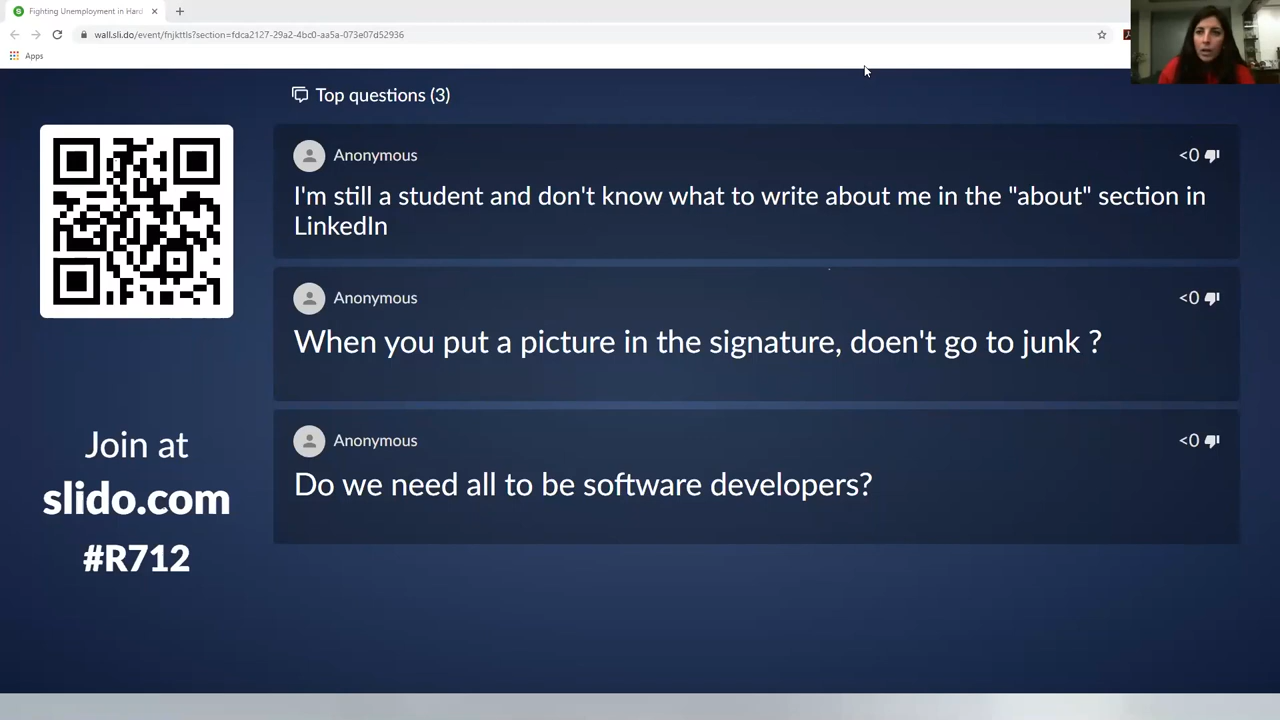 Fighting Unemployment in Hard
wall.sli.do/event/fnjkttls?section=fdca2127-29a2-4bc0-aa5a-073e07d52936
Apps
Top questions (3)
Anonymous
<0
I'm still a student and don't know what to write about me in the "about" section in
LinkedIn
Anonymous
<0
When you put a picture in the signature, doen't go to junk ?
Anonymous
<0
Do we need all to be software developers?
Join at
slido.com
#R712